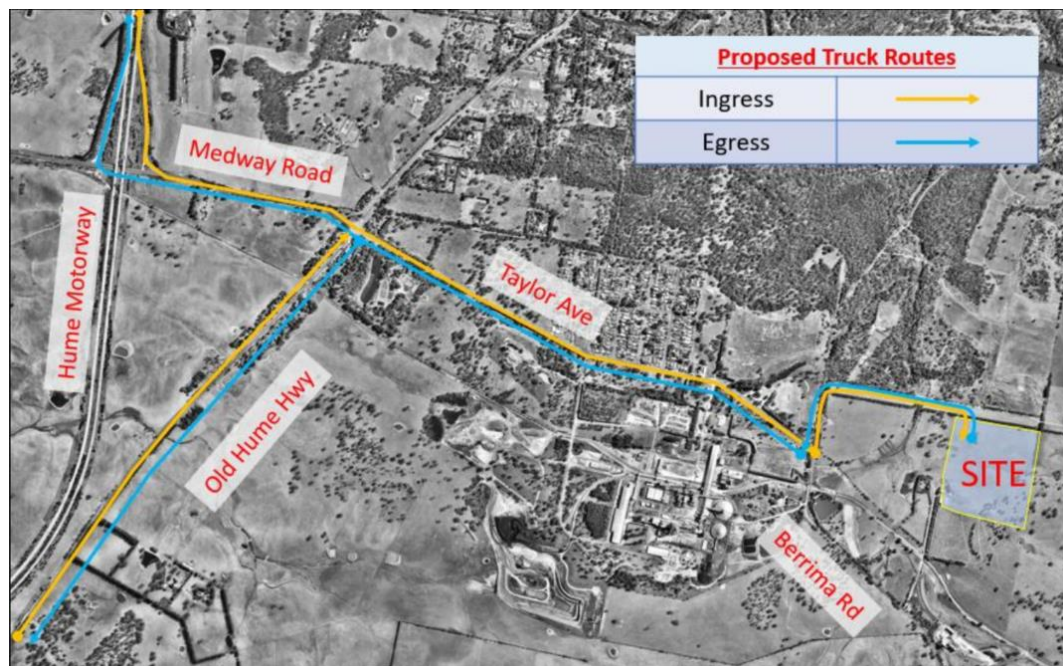 Proposed Truck Routes
Ingress
Egress
Medway Road
Hume Motorway
Taylor Ave
Old Hume Hwy
SITE
Berrima Rd